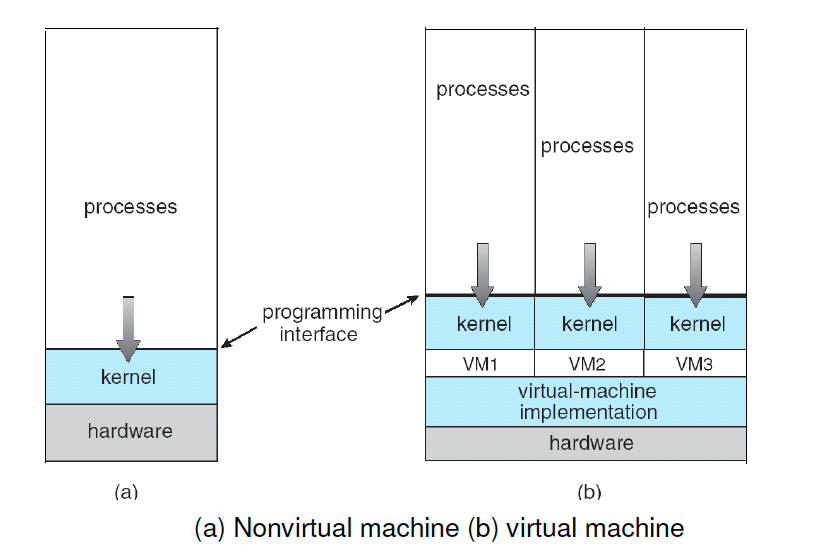 processes
kernel
hardware
(a)
programming
interface
processes
processes
processes
kernel kernel kernel
VM1 VM2 VM3
virtual-machine
implementation
hardware
(b)
(a) Nonvirtual machine (b) virtual machine